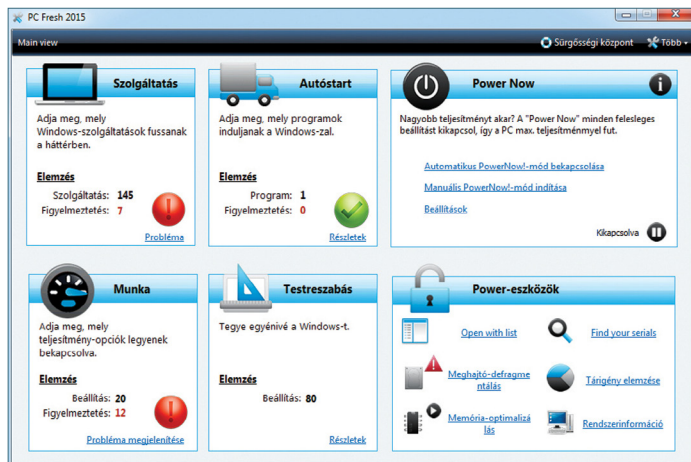 PC Fresh 2015
Main view
Sürgősségi központ
Több
Szolgáltatás
Adja meg, mely
Windows-szolgáltatások fussanak
a háttérben.
Elemzés
Szolgáltatás: 145
Figyelmeztetés: 7
Probléma
Autóstart
Adja meg, mely programok
induljanak a Windows-zal.
Elemzés
Program: 1
Figyelmeztetés: 0
Részletek
Power Now
Nagyobb teljesítményt akar? A "Power Now" minden felesleges
beállítást kikapcsol, így a PC max. teljesítménnyel fut.
Automatikus PowerNow!-mód bekapcsolása
Manuális PowerNow!-mód indítása
Beállítások
Kikapcsolva
Munka
Adja meg, mely
teljesítmény-opciók legyenek
bekapcsolva.
Elemzés
Beállítás: 20
Figyelmeztetés: 12
Probléma megjelenítése
Testreszabás
Tegye egyénivé a Windows-t.
Elemzés
Beállítás: 80
Részletek
Power-eszközök
Open with list
Find your serials
Meghajtó-defragme
ntálás
Tárigény elemzése
Memória-optimalizá
lás
Rendszerinformáció